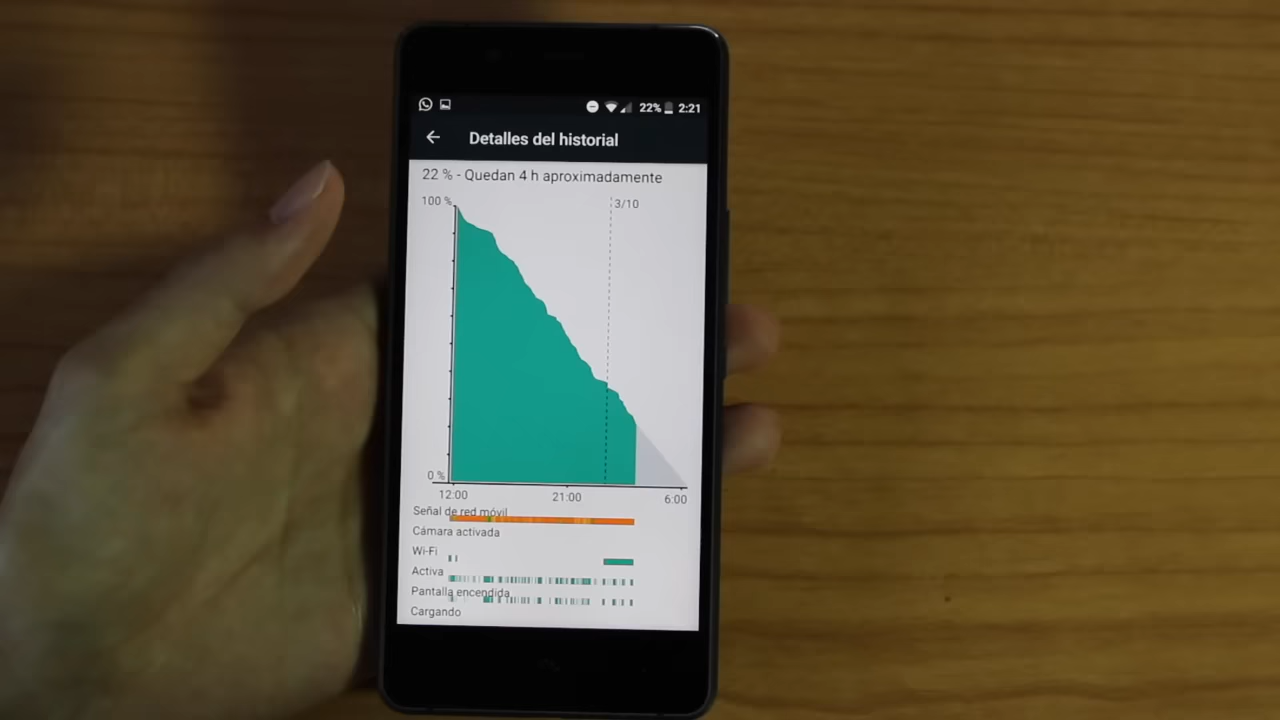 22% 2:21
Detalles del historial
22 % - Quedan 4 h aproximadamente
100 %
3/10
0 %
12:00 21:00 6:00
Señal de red móvil
Cámara activada
Wi-Fi
Activa
Pantalla encendida
Cargando